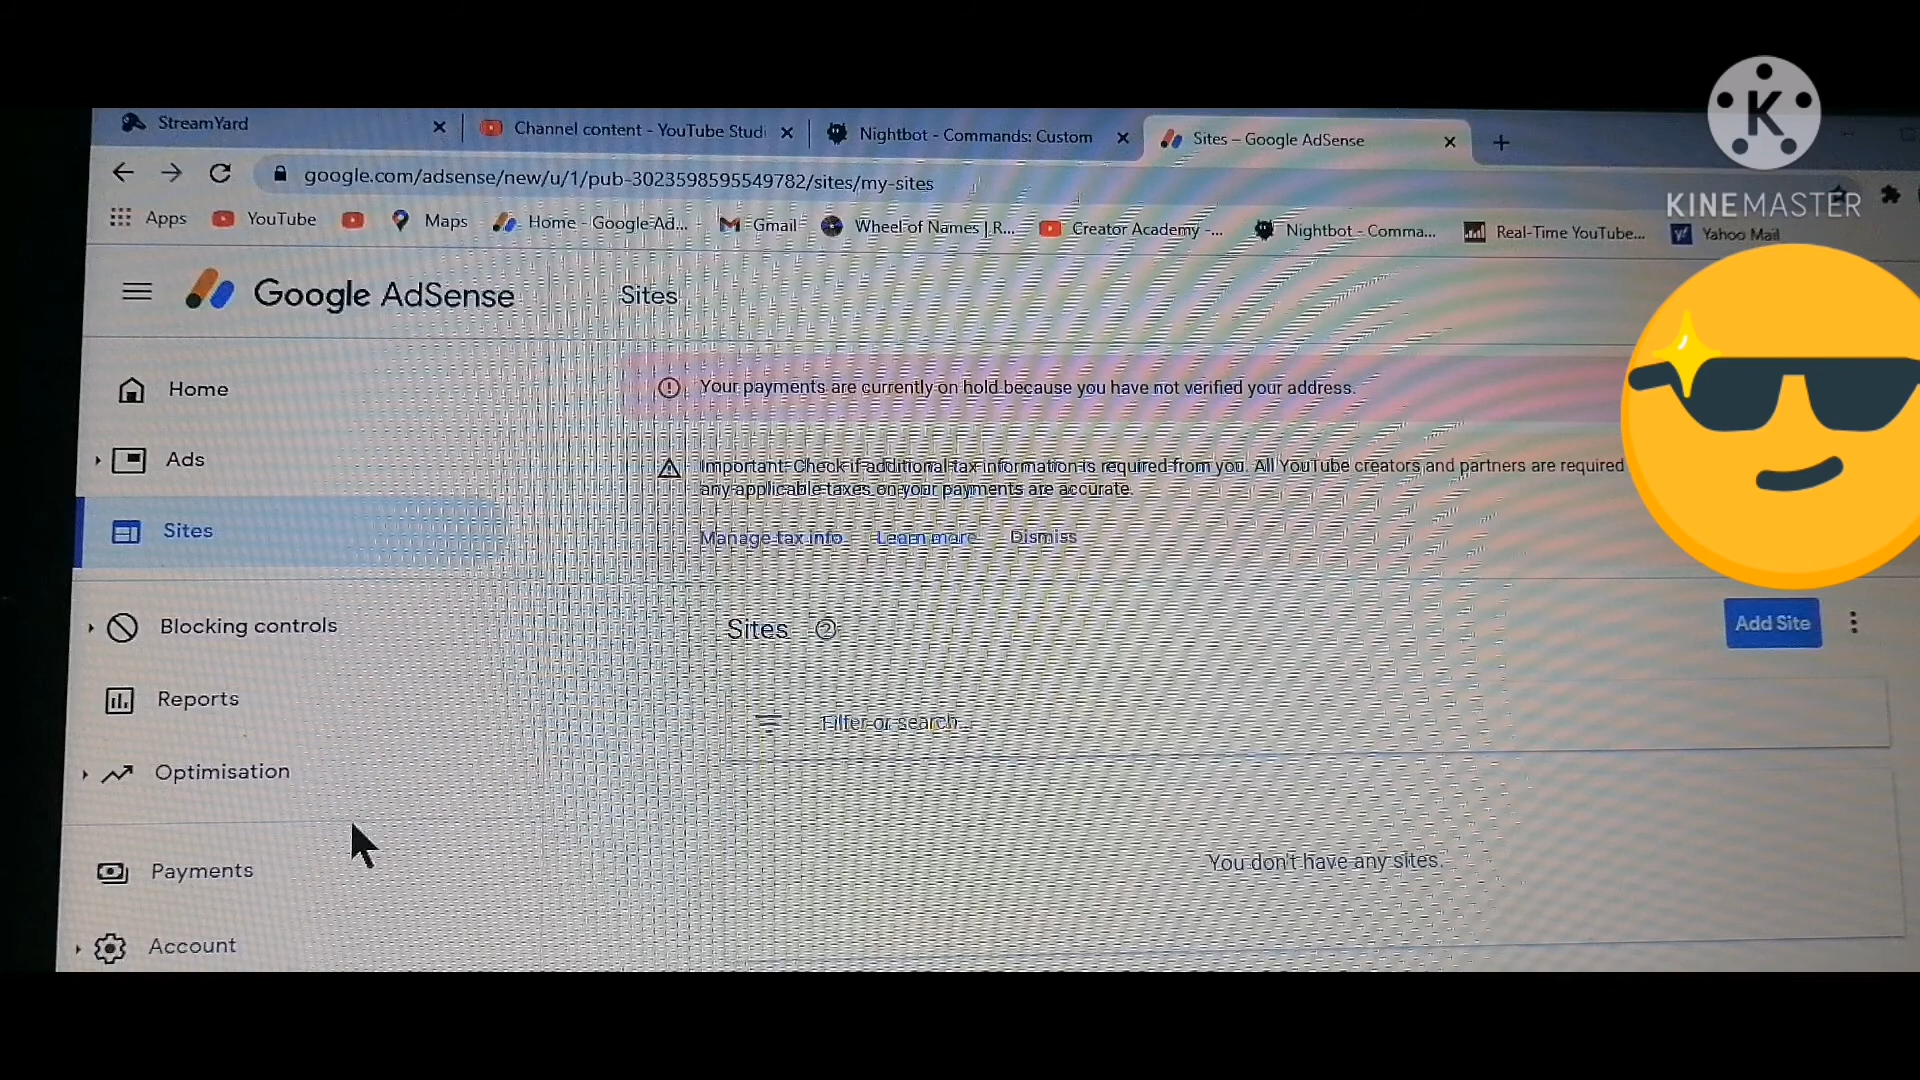 StreamYard
Channel content - YouTube Studi
Nightbot - Commands: Custom
Sites – Google AdSense
K
KINEMASTER
google.com/adsense/new/u/1/pub-3023598595549782/sites/my-sites
Apps
YouTube
Maps
Home - Google Ad...
Gmail
Wheel of Names | R...
Creator Academy -...
Nightbot - Comma...
Real-Time YouTube...
Yahoo Mail
Google AdSense
Sites
Home
Ads
Sites
Blocking controls
Reports
Optimisation
Payments
Account
Your payments are currently on hold because you have not verified your address.
Important: Check if additional tax information is required from you. All YouTube creators and partners are required
any applicable taxes on your payments are accurate.
Manage tax info Learn more Dismiss
Sites
Add Site
Filter or search...
You don't have any sites.